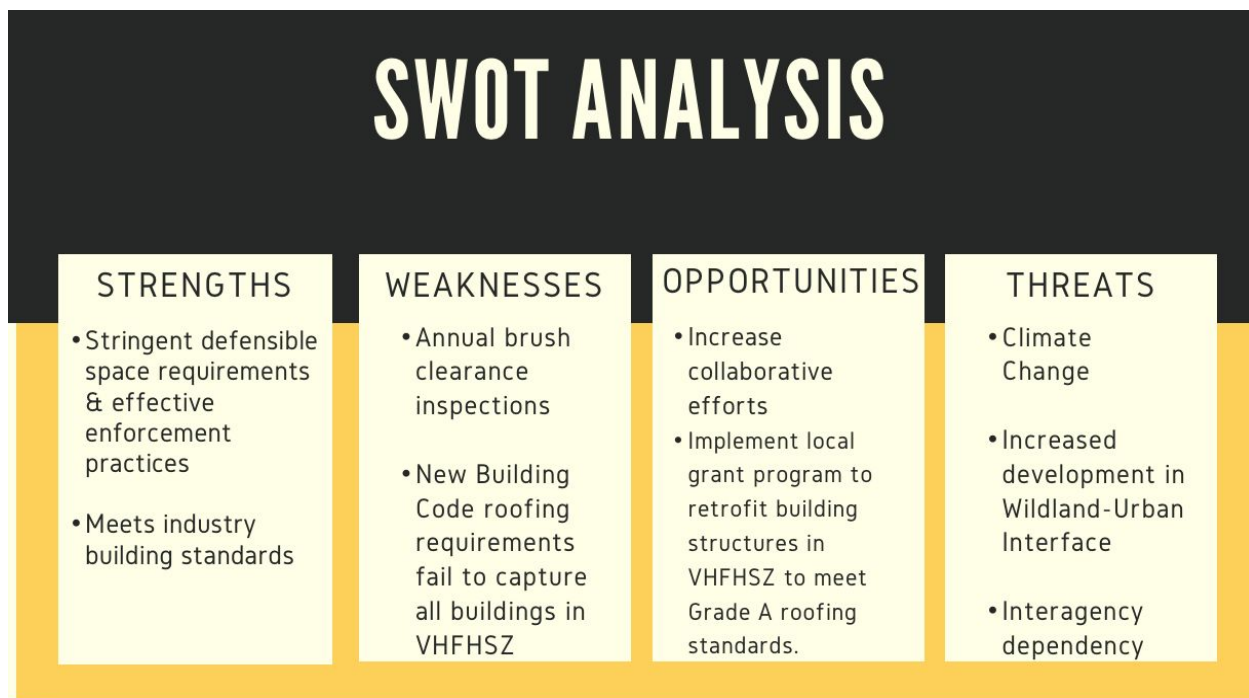 SWOT ANALYSIS
STRENGTHS
•Stringent defensible
space requirements
& effective
enforcement
practices
•Meets industry
building standards
WEAKNESSES
•Annual brush
clearance
inspections
•New Building
Code roofing
requirements
fail to capture
all buildings in
VHFHSZ
OPPORTUNITIES
•Increase
collaborative
efforts
•Implement local
grant program to
retrofit building
structures in
VHFHSZ to meet
Grade A roofing
standards.
THREATS
•Climate
Change
•Increased
development in
Wildland-Urban
Interface
•Interagency
dependency